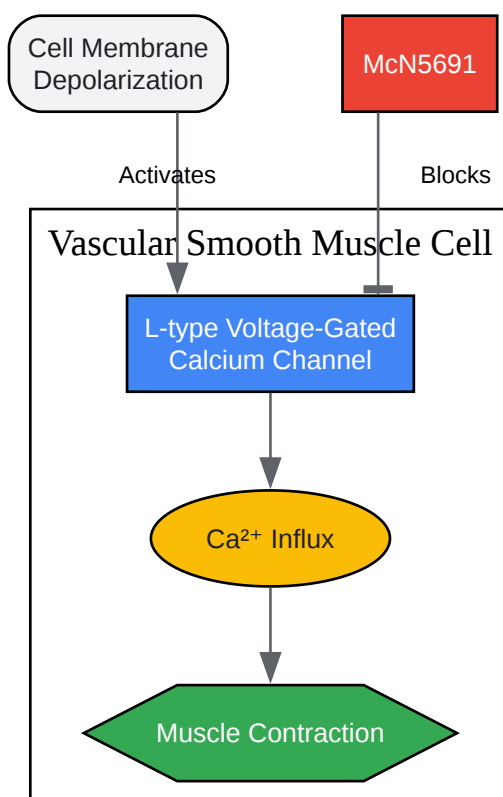 Cell Membrane
Depolarization
McN5691
Activates
Blocks
Vascular Smooth Muscle Cell
L-type Voltage-Gated
Calcium Channel
Ca²⁺ Influx
Muscle Contraction